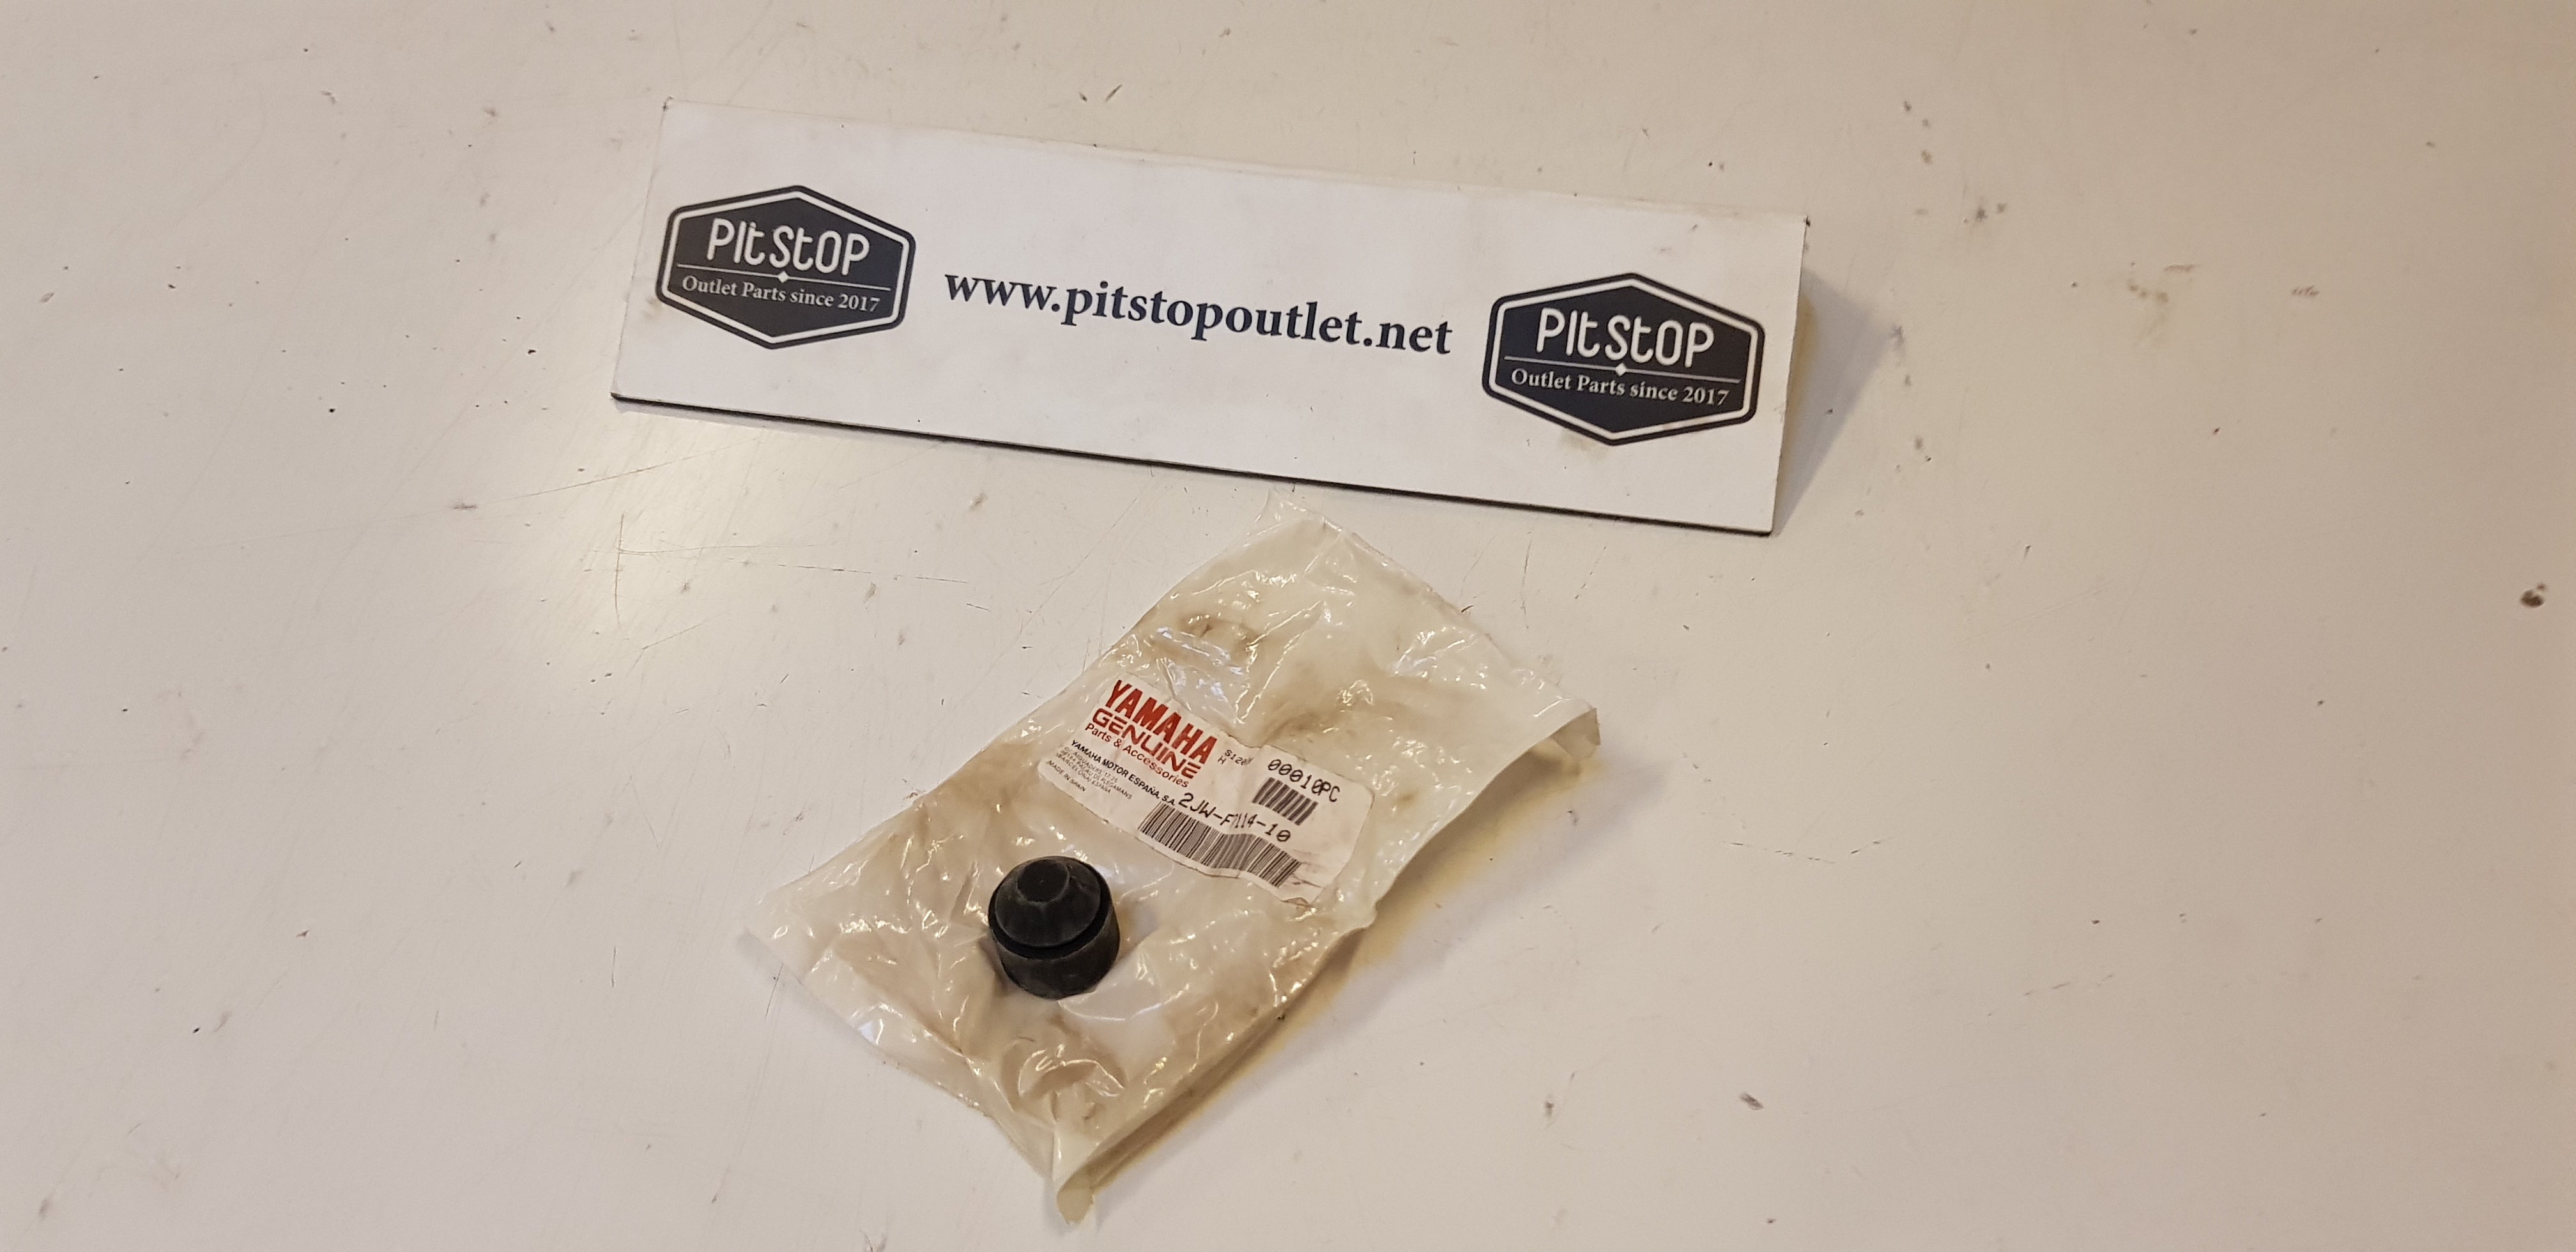 PitStop
Outlet Parts since 2017
www.pitstopoutlet.net
PitStop
Outlet Parts since 2017
YAMAHA
GENUINE
Parts & Accessories
YAMAHA MOTOR ESPAÑA, S.A.
MADE IN SPAIN
00010PC
2JW-F7114-10